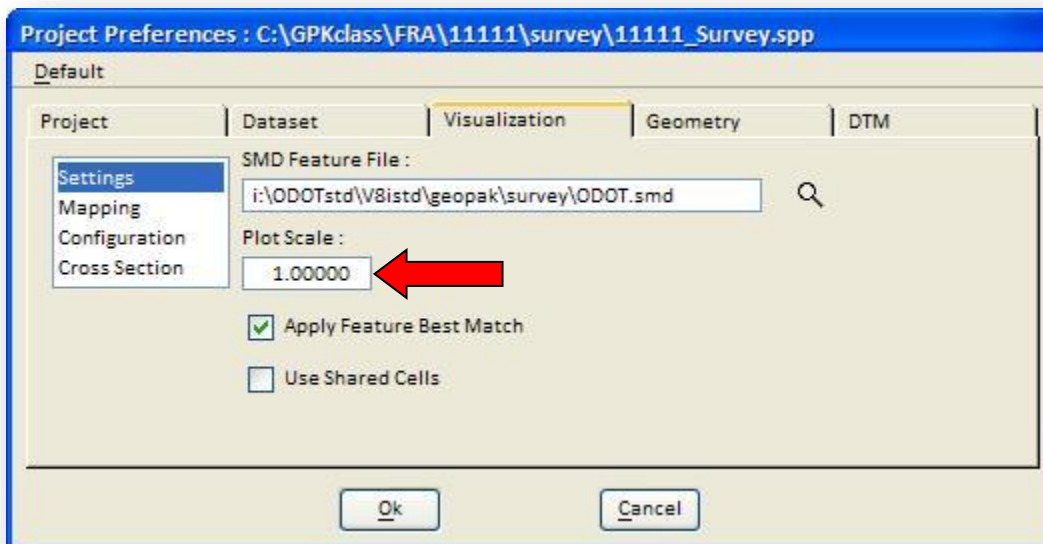 Project Preferences : C:\GPKclass\FRA\11111\survey\11111_Survey.spp
Default
Project Dataset Visualization Geometry DTM
Settings
Mapping
Configuration
Cross Section
SMD Feature File :
i:\ODOTstd\V8istd\geopak\survey\ODOT.smd
Plot Scale :
1.00000
Apply Feature Best Match
Use Shared Cells
Ok Cancel